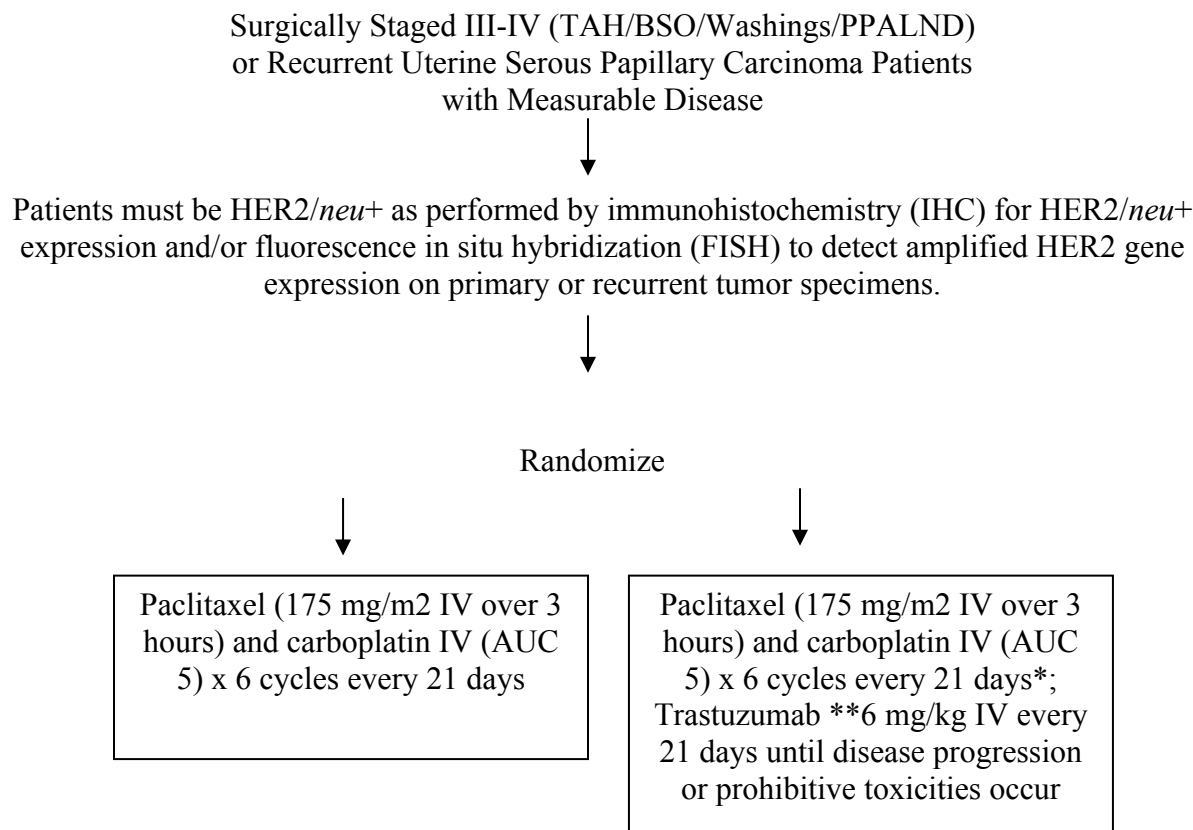 Surgically Staged III-IV (TAH/BSO/Washings/PPALND)
or Recurrent Uterine Serous Papillary Carcinoma Patients
with Measurable Disease
Patients must be HER2/neu+ as performed by immunohistochemistry (IHC) for HER2/neu+
expression and/or fluorescence in situ hybridization (FISH) to detect amplified HER2 gene
expression on primary or recurrent tumor specimens.
Randomize
Paclitaxel (175 mg/m2 IV over 3
hours) and carboplatin IV (AUC
5) x 6 cycles every 21 days
Paclitaxel (175 mg/m2 IV over 3
hours) and carboplatin IV (AUC
5) x 6 cycles every 21 days*;
Trastuzumab **6 mg/kg IV every
21 days until disease progression
or prohibitive toxicities occur